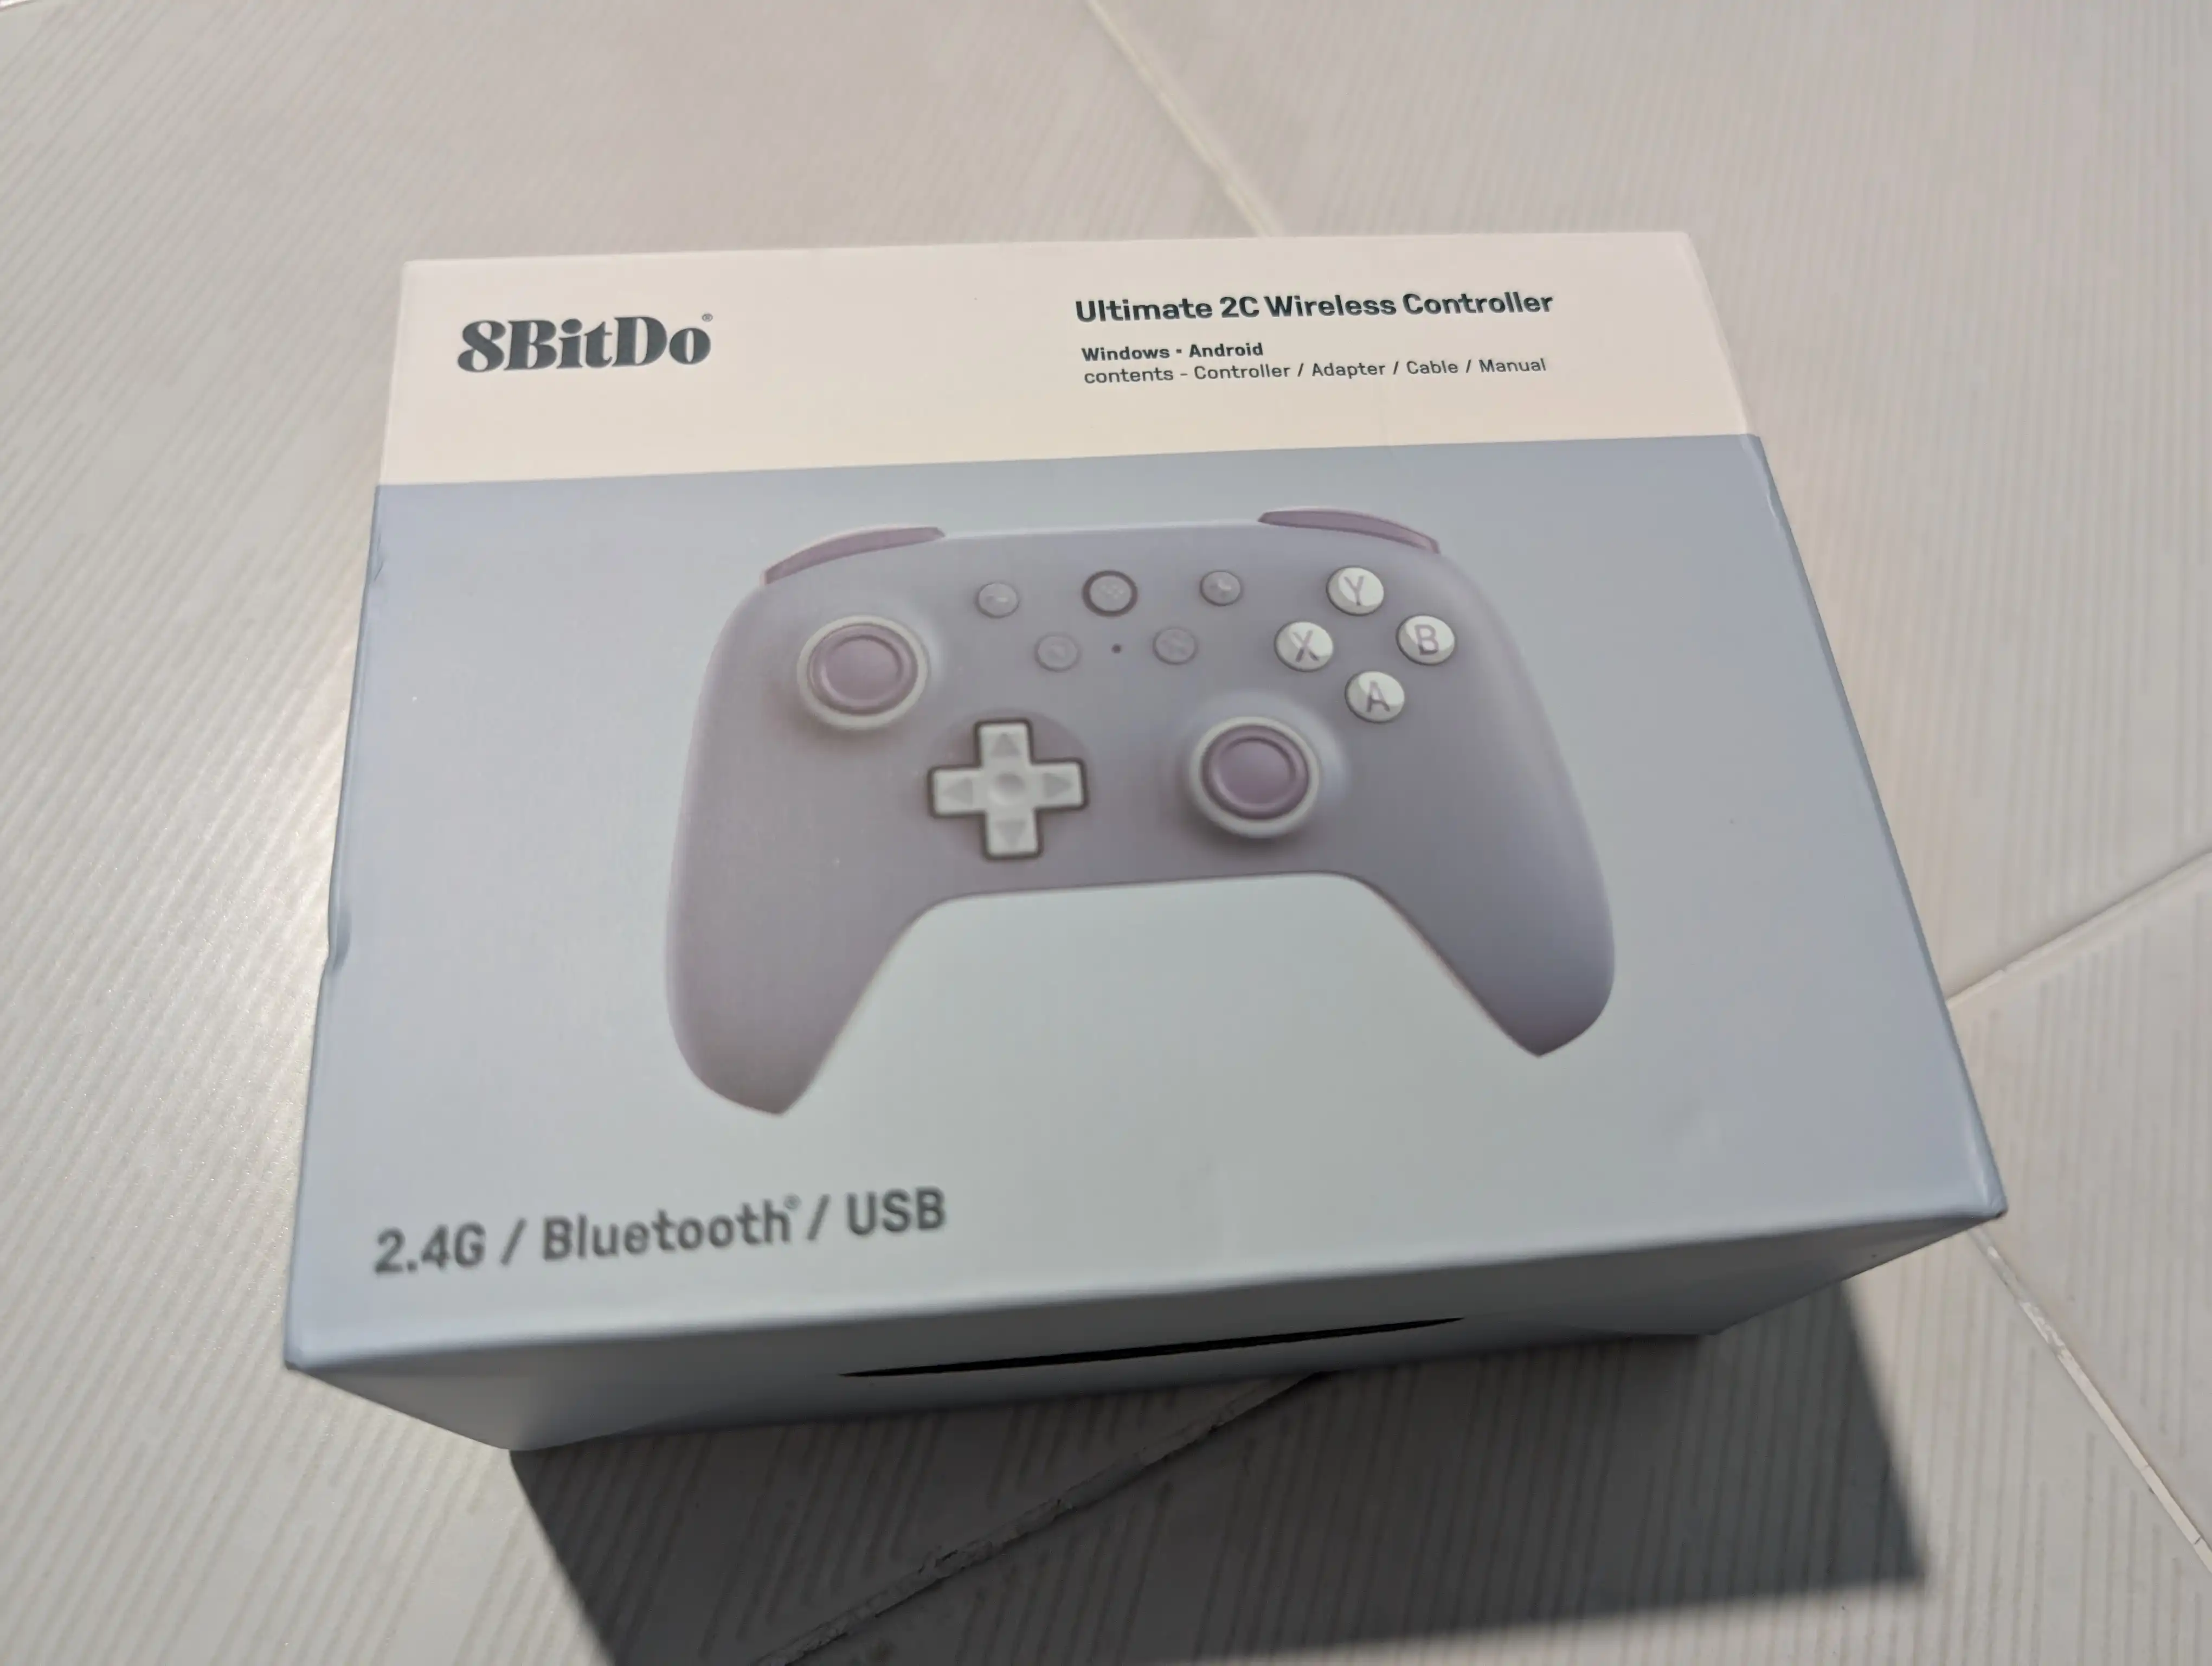 8BitDo®
Ultimate 2C Wireless Controller
Windows · Android
contents - Controller / Adapter / Cable / Manual
Y
X
B
A
2.4G / Bluetooth® / USB